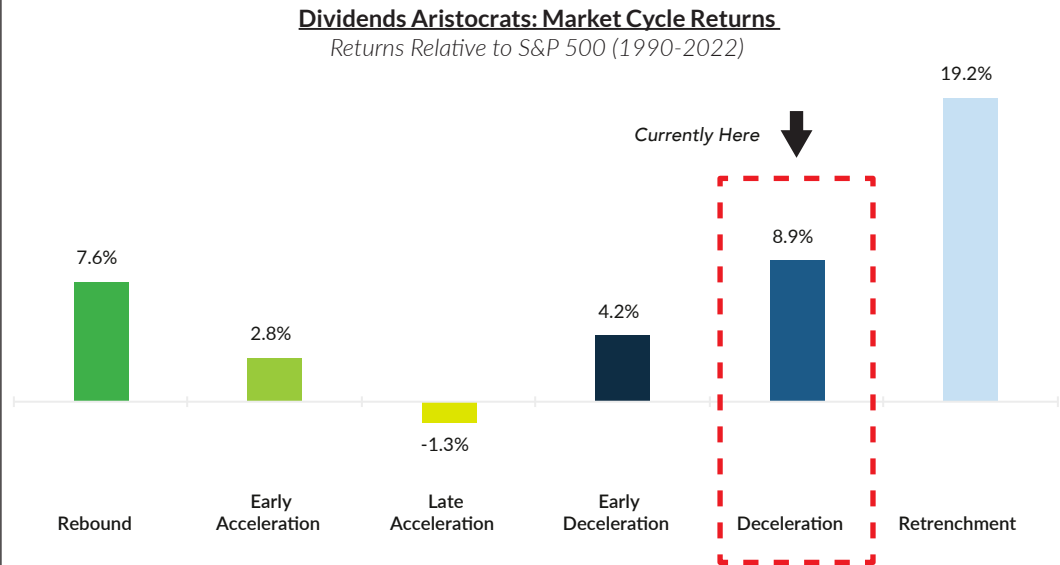 Dividends Aristocrats: Market Cycle Returns
Returns Relative to S&P 500 (1990-2022)
19.2%
Currently Here
8.9%
7.6%
4.2%
2.8%
-1.3%
Rebound
Early
Acceleration
Late
Acceleration
Early
Deceleration
Deceleration
Retrenchment